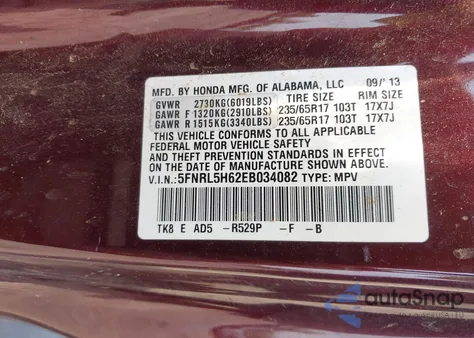 MFD. BY HONDA MFG. OF ALABAMA, LLC 09/'13
GVWR 2730KG(6019LBS) TIRE SIZE RIM SIZE
GAWR F 1320KG(2910LBS) 235/65R17 103T 17X7J
GAWR R 1515KG(3340LBS) 235/65R17 103T 17X7J
THIS VEHICLE CONFORMS TO ALL APPLICABLE
FEDERAL MOTOR VEHICLE SAFETY
AND THEFT PREVENTION STANDARDS IN EFFECT
ON THE DATE OF MANUFACTURE SHOWN ABOVE.
V.I.N.:5FNRL5H62EB034082 TYPE: MPV
TK8 E AD5 -R529P -F -B
autoSnap